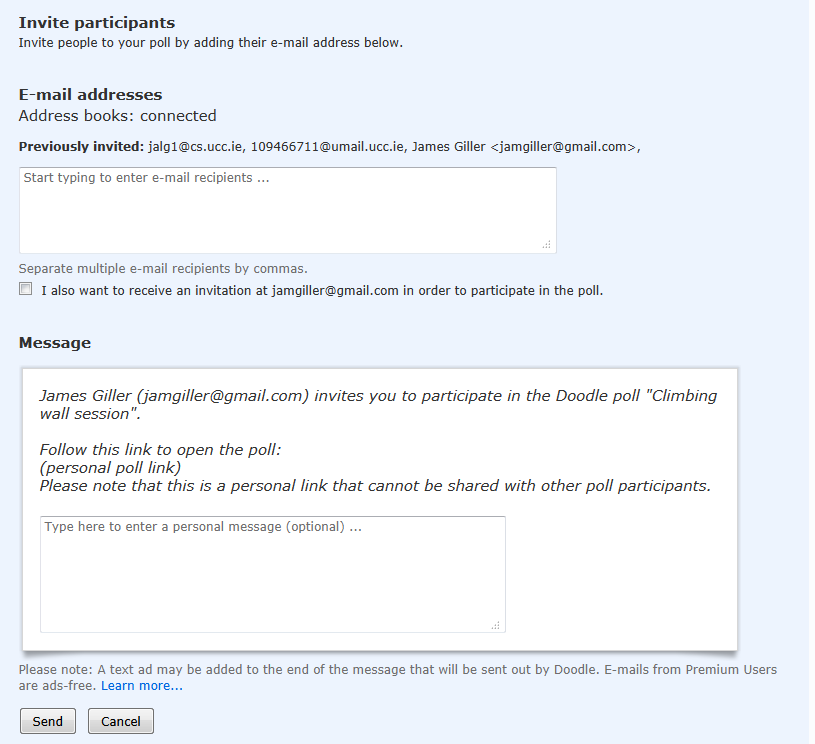 Invite participants
Invite people to your poll by adding their e-mail address below.
E-mail addresses
Address books: connected
Previously invited: jalg1@cs.ucc.ie, 109466711@umail.ucc.ie, James Giller <jamgiller@gmail.com>,
Start typing to enter e-mail recipients ...
Separate multiple e-mail recipients by commas.
I also want to receive an invitation at jamgiller@gmail.com in order to participate in the poll.
Message
James Giller (jamgiller@gmail.com) invites you to participate in the Doodle poll "Climbing
wall session".
Follow this link to open the poll:
(personal poll link)
Please note that this is a personal link that cannot be shared with other poll participants.
Type here to enter a personal message (optional) ...
Please note: A text ad may be added to the end of the message that will be sent out by Doodle. E-mails from Premium Users
are ads-free. Learn more...
Send Cancel